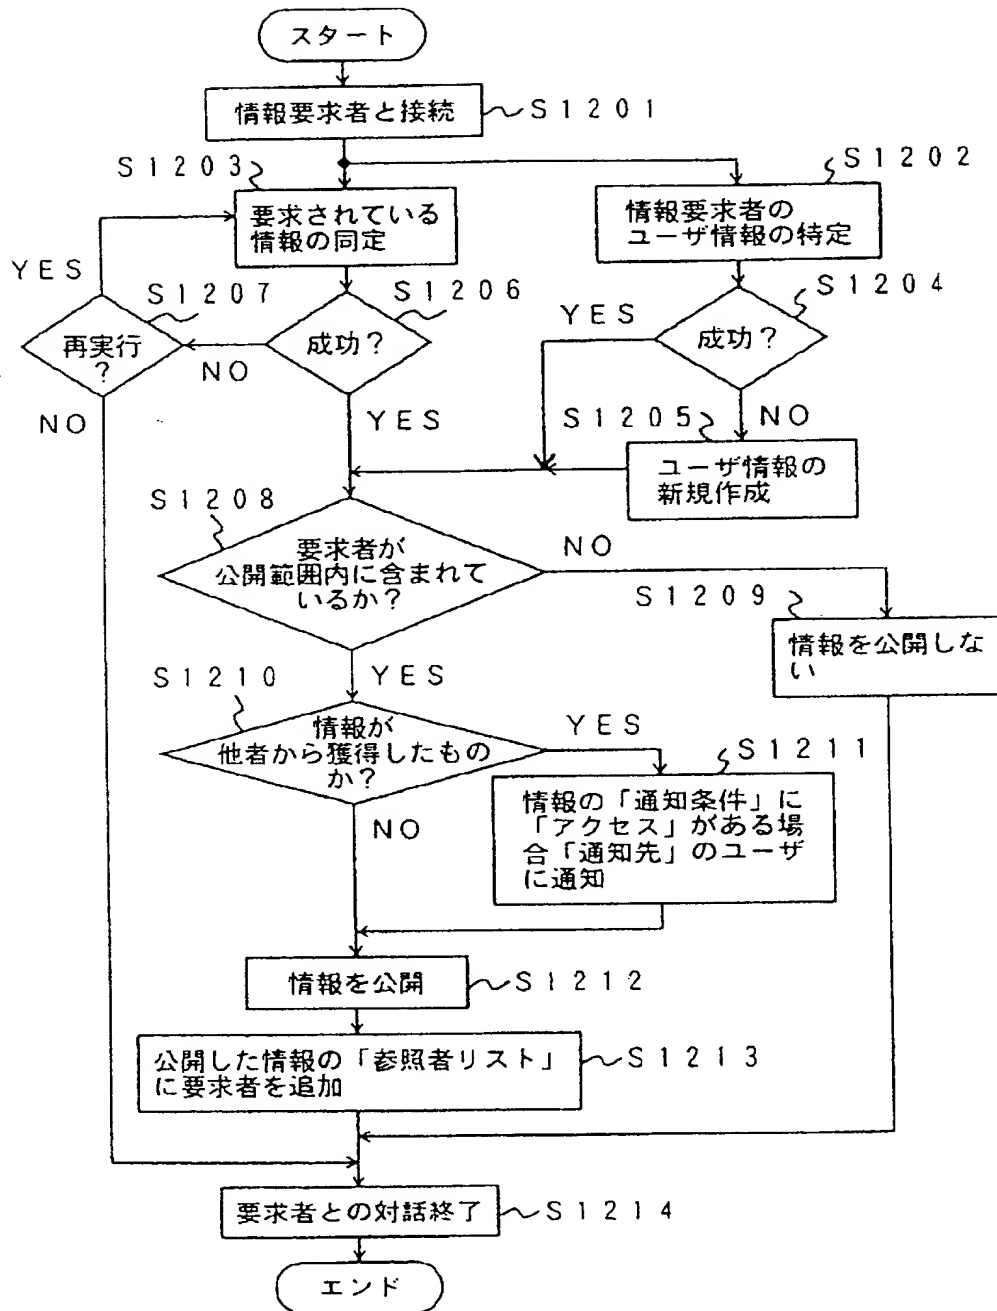 スタート
情報要求者と接続
S1201
S1203
要求されている
情報の同定
S1202
情報要求者の
ユーザ情報の特定
YES
S1207
再実行
?
NO
S1206
成功?
NO
YES
S1204
成功?
YES
NO
S1205
ユーザ情報の
新規作成
S1208
要求者が
公開範囲内に含まれて
いるか?
NO
YES
S1209
情報を公開しな
い
S1210
情報が
他者から獲得したもの
か?
YES
NO
S1211
情報の「通知条件」に
「アクセス」がある場
合「通知先」のユーザ
に通知
情報を公開
S1212
公開した情報の「参照者リスト」
に要求者を追加
S1213
要求者との対話終了
S1214
エンド